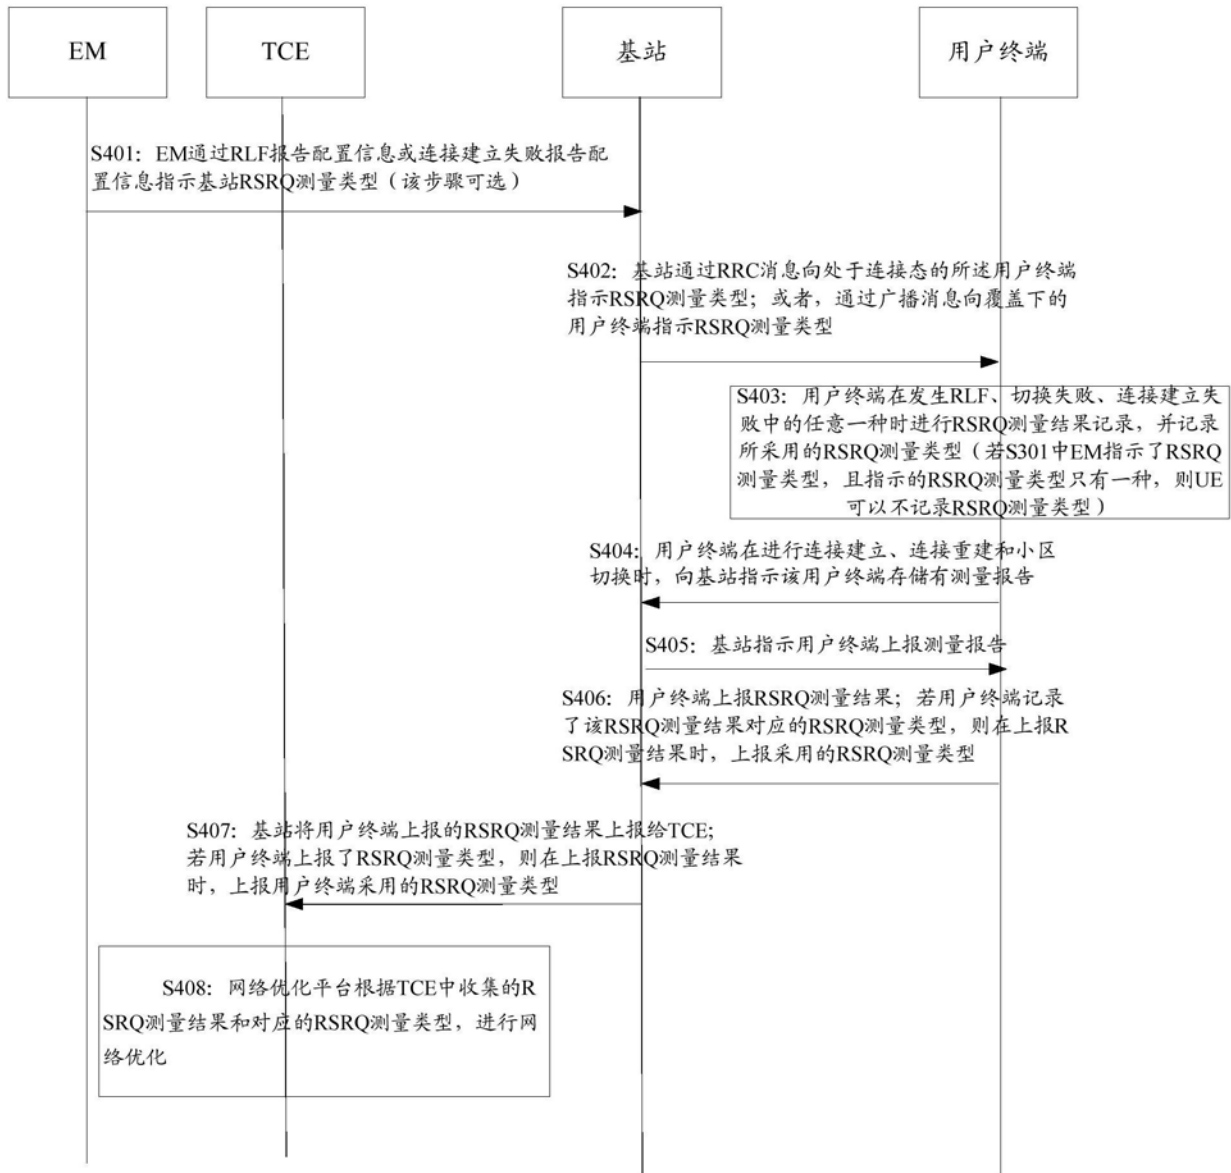 EM
TCE
基站
用户终端
S401：EM通过RLF报告配置信息或连接建立失败报告配
置信息指示基站RSRQ测量类型（该步骤可选）
S402：基站通过RRC消息向处于连接态的所述用户终端
指示RSRQ测量类型；或者，通过广播消息向覆盖下的
用户终端指示RSRQ测量类型
S403：用户终端在发生RLF、切换失败、连接建立失
败中的任意一种时进行RSRQ测量结果记录，并记录
所采用的RSRQ测量类型（若S301中EM指示了RSRQ
测量类型，且指示的RSRQ测量类型只有一种，则UE
可以不记录RSRQ测量类型）
S404：用户终端在进行连接建立、连接重建和小区
切换时，向基站指示该用户终端存储有测量报告
S405：基站指示用户终端上报测量报告
S406：用户终端上报RSRQ测量结果；若用户终端记录
了该RSRQ测量结果对应的RSRQ测量类型，则在上报R
SRQ测量结果时，上报采用的RSRQ测量类型
S407：基站将用户终端上报的RSRQ测量结果上报给TCE；
若用户终端上报了RSRQ测量类型，则在上报RSRQ测量结果
时，上报用户终端采用的RSRQ测量类型
S408：网络优化平台根据TCE中收集的R
SRQ测量结果和对应的RSRQ测量类型，进行网
络优化